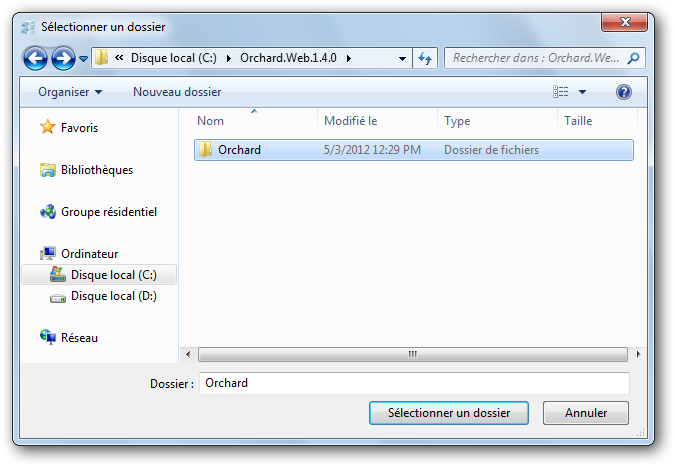 Sélectionner un dossier
« Disque local (C:) Orchard.Web.1.4.0 Rechercher dans : Orchard.We...
Organiser Nouveau dossier
Nom Modifié le Type Taille
Favoris
Orchard 5/3/2012 12:29 PM Dossier de fichiers
Bibliothèques
Groupe résidentiel
Ordinateur
Disque local (C:)
Disque local (D:)
Réseau
Dossier : Orchard
Sélectionner un dossier Annuler